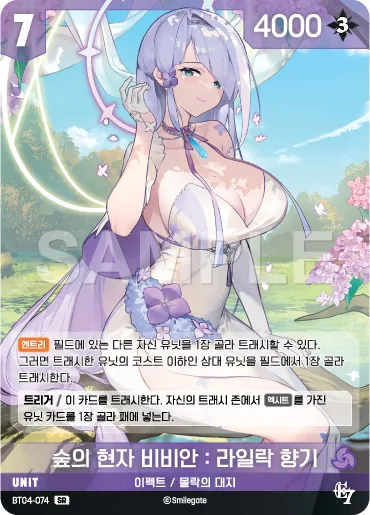 7
4000 3
SAMPLE
엔트리 필드에 있는 다른 자신 유닛을 1장 골라 트래시할 수 있다.
그러면 트래시한 유닛의 코스트 이하인 상대 유닛을 필드에서 1장 골라
트래시한다.
트리거 / 이 카드를 트래시한다. 자신의 트래시 존에서 엑시트 를 가진
유닛 카드를 1장 골라 패에 넣는다.
숲의 현자 비비안 : 라일락 향기
UNIT 이펙트 / 몰락의 대지
BT04-074 SR ©Smilegate E7